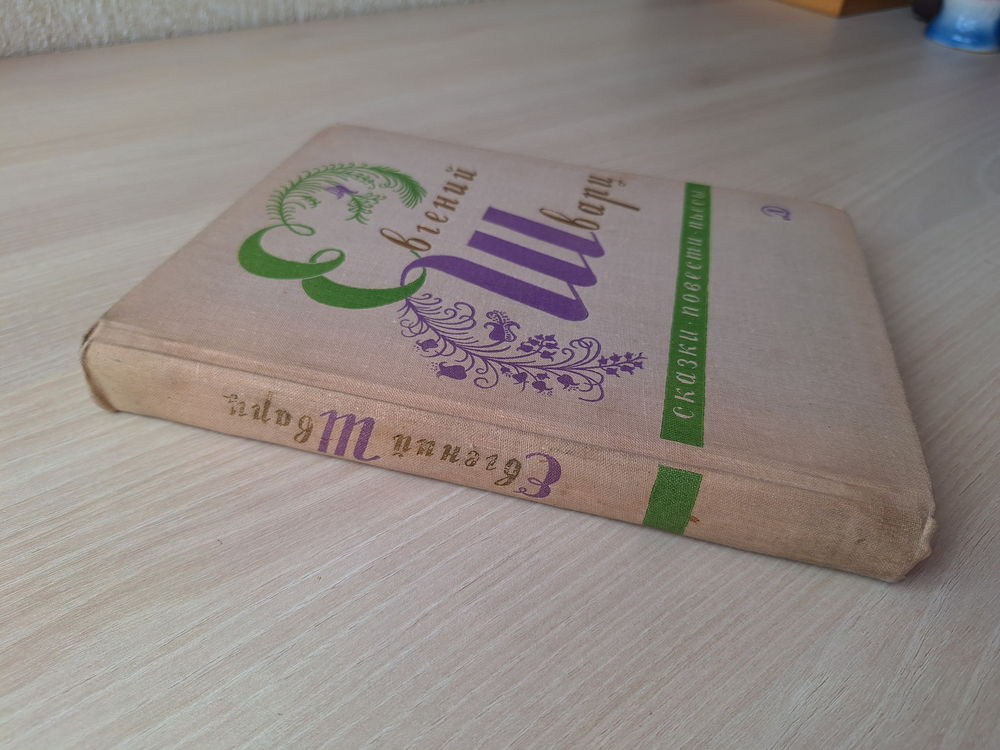 Евгений
Шварц
сказки·повести·пьесы
Д
Евгений Шварц